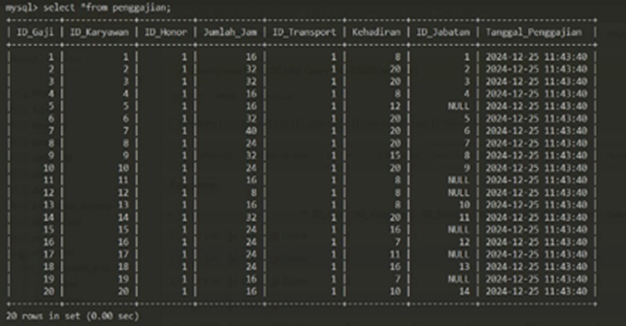 mysql> select *from penggajian;
| ID_Gaji | ID_Karyawan | ID_Honor | Jumlah_Jam | ID_Transport | Kehadiran | ID_Jabatan | Tanggal_Penggajian |
| 1 | 1 | 1 | 16 | 1 | 8 | 1 | 2024-12-25 11:43:40 |
| 2 | 2 | 1 | 32 | 1 | 20 | 2 | 2024-12-25 11:43:40 |
| 3 | 3 | 1 | 32 | 1 | 20 | 3 | 2024-12-25 11:43:40 |
| 4 | 4 | 1 | 16 | 1 | 8 | 4 | 2024-12-25 11:43:40 |
| 5 | 5 | 1 | 16 | 1 | 12 | NULL | 2024-12-25 11:43:40 |
| 6 | 6 | 1 | 32 | 1 | 20 | 5 | 2024-12-25 11:43:40 |
| 7 | 7 | 1 | 40 | 1 | 20 | 6 | 2024-12-25 11:43:40 |
| 8 | 8 | 1 | 24 | 1 | 20 | 7 | 2024-12-25 11:43:40 |
| 9 | 9 | 1 | 32 | 1 | 15 | 8 | 2024-12-25 11:43:40 |
| 10 | 10 | 1 | 24 | 1 | 20 | 9 | 2024-12-25 11:43:40 |
| 11 | 11 | 1 | 16 | 1 | 8 | NULL | 2024-12-25 11:43:40 |
| 12 | 12 | 1 | 8 | 1 | 8 | NULL | 2024-12-25 11:43:40 |
| 13 | 13 | 1 | 16 | 1 | 8 | 10 | 2024-12-25 11:43:40 |
| 14 | 14 | 1 | 32 | 1 | 20 | 11 | 2024-12-25 11:43:40 |
| 15 | 15 | 1 | 24 | 1 | 16 | NULL | 2024-12-25 11:43:40 |
| 16 | 16 | 1 | 24 | 1 | 7 | 12 | 2024-12-25 11:43:40 |
| 17 | 17 | 1 | 24 | 1 | 11 | NULL | 2024-12-25 11:43:40 |
| 18 | 18 | 1 | 24 | 1 | 16 | 13 | 2024-12-25 11:43:40 |
| 19 | 19 | 1 | 16 | 1 | 7 | NULL | 2024-12-25 11:43:40 |
| 20 | 20 | 1 | 24 | 1 | 10 | 14 | 2024-12-25 11:43:40 |
20 rows in set (0.00 sec)